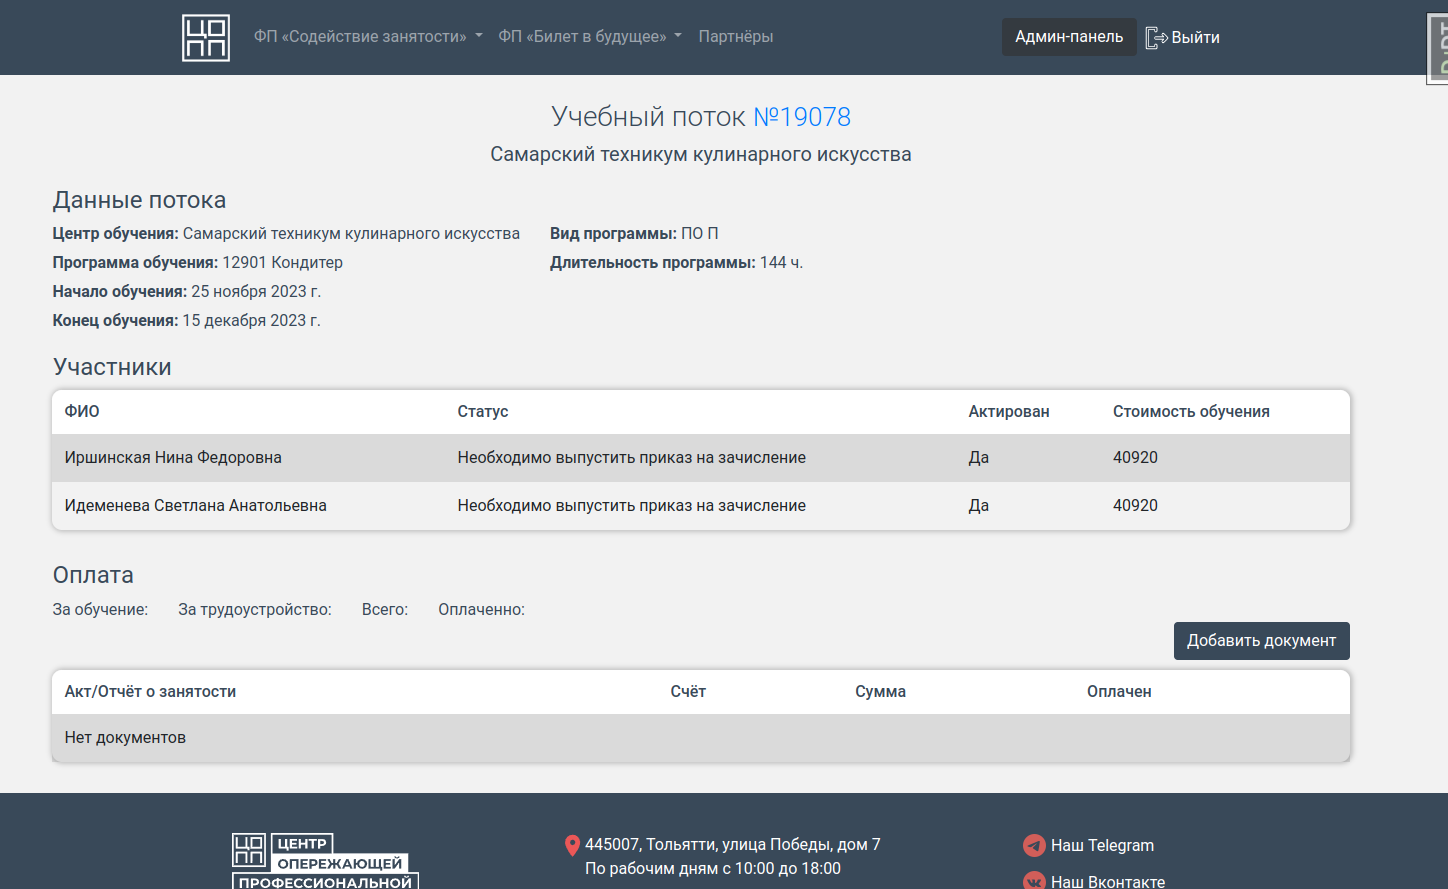 ЦО
ПП
ФП «Содействие занятости»
ФП «Билет в будущее»
Партнёры
Админ-панель
Выйти
Учебный поток №19078
Самарский техникум кулинарного искусства
Данные потока
Центр обучения: Самарский техникум кулинарного искусства
Вид программы: ПО П
Программа обучения: 12901 Кондитер
Длительность программы: 144 ч.
Начало обучения: 25 ноября 2023 г.
Конец обучения: 15 декабря 2023 г.
Участники
ФИО Статус Актирован Стоимость обучения
Иршинская Нина Федоровна Необходимо выпустить приказ на зачисление Да 40920
Идеменева Светлана Анатольевна Необходимо выпустить приказ на зачисление Да 40920
Оплата
За обучение: За трудоустройство: Всего: Оплаченно:
Добавить документ
Акт/Отчёт о занятости Счёт Сумма Оплачен
Нет документов
ЦО
ПП
ЦЕНТР
ОПЕРЕЖАЮЩЕЙ
ПРОФЕССИОНАЛЬНОЙ
445007, Тольятти, улица Победы, дом 7
По рабочим дням с 10:00 до 18:00
Наш Telegram
Наш Вконтакте